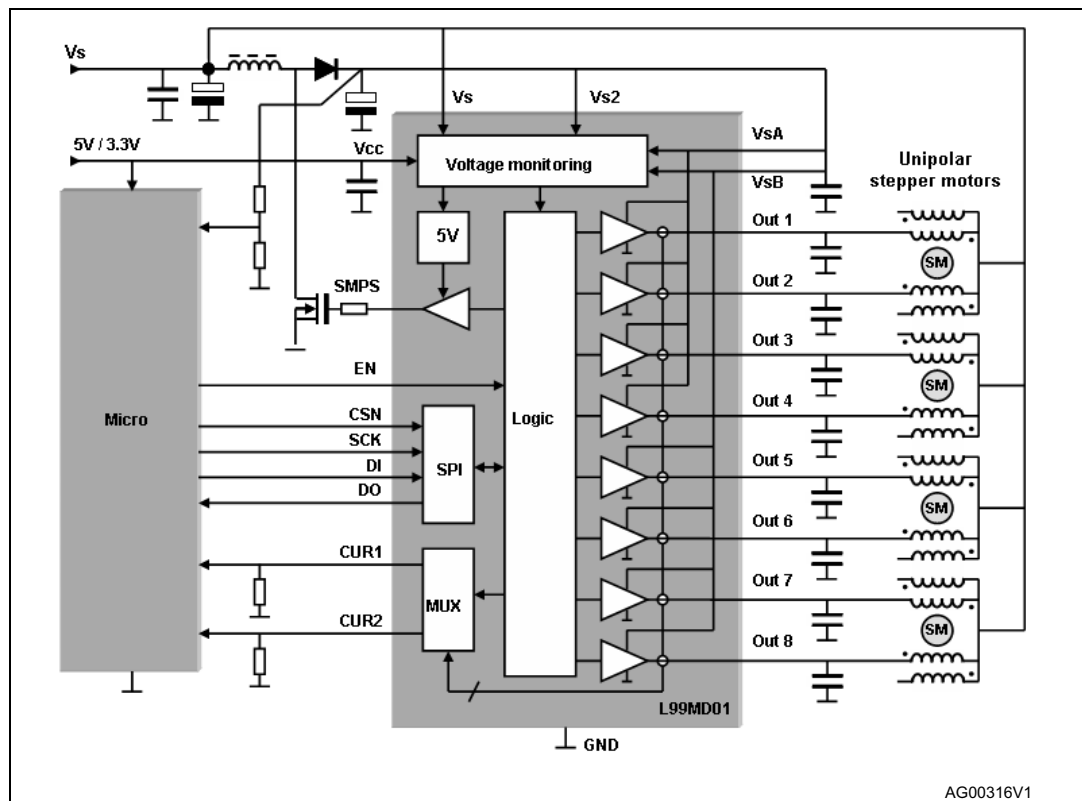 Vs
Vs
Vs2
VsA
5V / 3.3V
Vcc
Voltage monitoring
VsB
Unipolar
stepper motors
Out 1
5V
SM
SMPS
Out 2
Out 3
EN
SM
Micro
Logic
Out 4
CSN
SCK
SPI
DI
DO
Out 5
SM
Out 6
CUR1
MUX
CUR2
Out 7
SM
Out 8
L99MD01
GND
AG00316V1